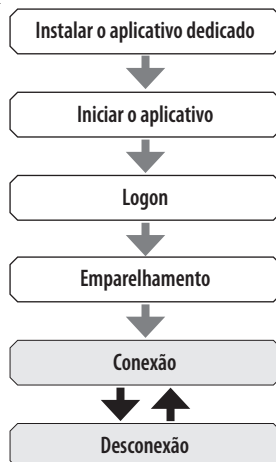 Instalar o aplicativo dedicado
Iniciar o aplicativo
Logon
Emparelhamento
Conexão
Desconexão